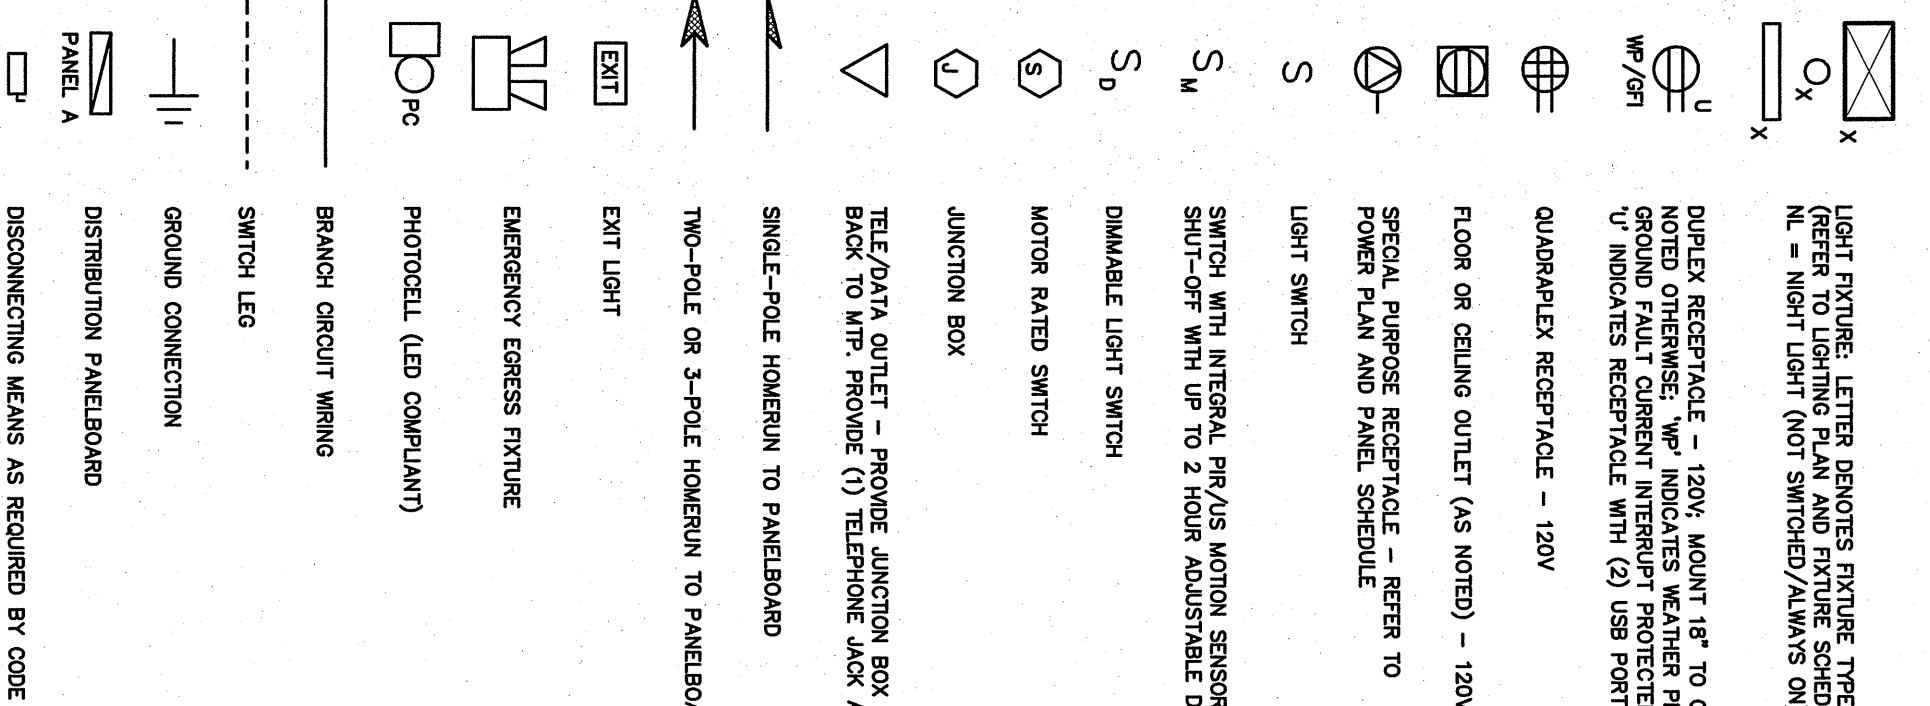 X LIGHT FIXTURE: LETTER DENOTES FIXTURE TYPE
X (REFER TO LIGHTING PLAN AND FIXTURE SCHED
X NL = NIGHT LIGHT (NOT SWITCHED/ALWAYS ON
U DUPLEX RECEPTACLE – 120V; MOUNT 18" TO
NOTED OTHERWISE; 'WP' INDICATES WEATHER
WP/GFI GROUND FAULT CURRENT INTERRUPT PROTECTE
'U' INDICATES RECEPTACLE WITH (2) USB PORT
QUADRAPLEX RECEPTACLE – 120V
FLOOR OR CEILING OUTLET (AS NOTED) – 120V
SPECIAL PURPOSE RECEPTACLE – REFER TO
POWER PLAN AND PANEL SCHEDULE
S LIGHT SWITCH
SM SWITCH WITH INTEGRAL PIR/US MOTION SENSOR
SHUT–OFF WITH UP TO 2 HOUR ADJUSTABLE D
SD DIMMABLE LIGHT SWITCH
S MOTOR RATED SWITCH
J JUNCTION BOX
TELE/DATA OUTLET – PROVIDE JUNCTION BOX
BACK TO MTP. PROVIDE (1) TELEPHONE JACK
SINGLE–POLE HOMERUN TO PANELBOARD
TWO–POLE OR 3–POLE HOMERUN TO PANELBOA
EXIT EXIT LIGHT
EMERGENCY EGRESS FIXTURE
PC PHOTOCELL (LED COMPLIANT)
BRANCH CIRCUIT WIRING
SWITCH LEG
GROUND CONNECTION
PANEL A DISTRIBUTION PANELBOARD
DISCONNECTING MEANS AS REQUIRED BY CODE